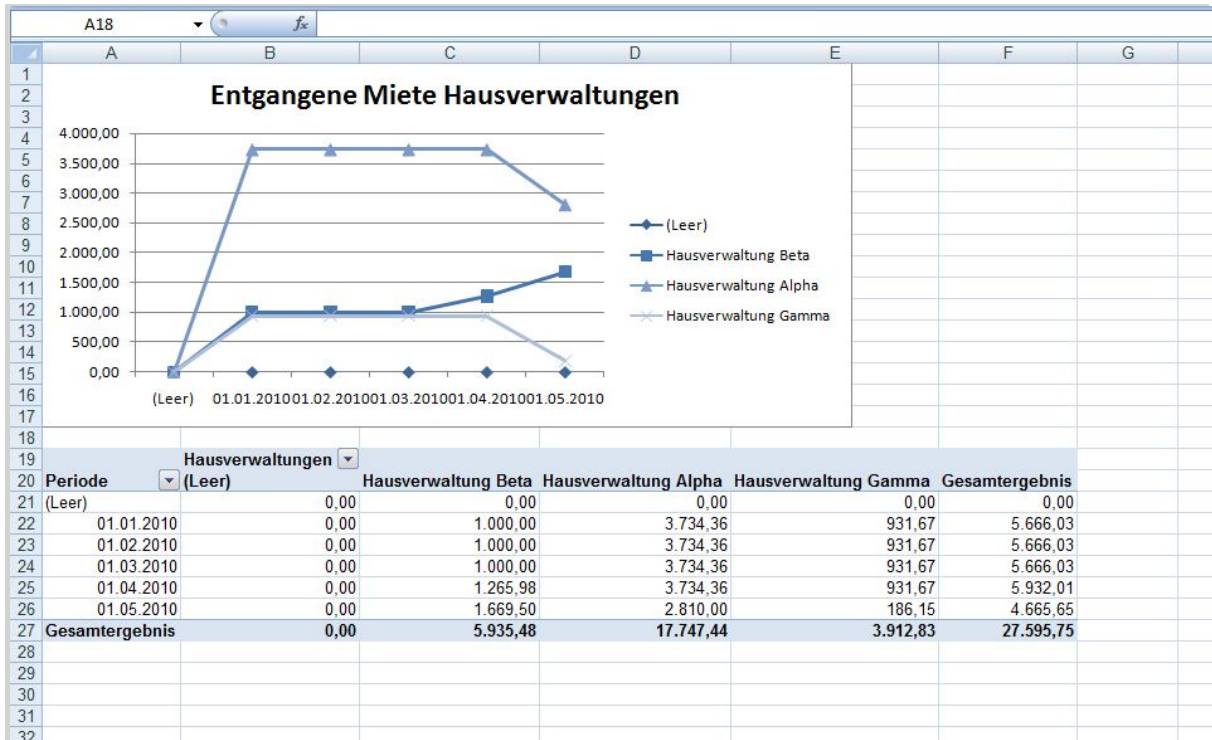 A18 fx
A B C D E F G
1
2 Entgangene Miete Hausverwaltungen
3
4 4.000,00
5 3.500,00
6 3.000,00
7 2.500,00
8 (Leer)
9 2.000,00 Hausverwaltung Beta
10
11 1.500,00 Hausverwaltung Alpha
12 1.000,00 Hausverwaltung Gamma
13
14 500,00
15 0,00
16 (Leer) 01.01.2010 01.02.2010 01.03.2010 01.04.2010 01.05.2010
17
18
19 Hausverwaltungen
20 Periode (Leer) Hausverwaltung Beta Hausverwaltung Alpha Hausverwaltung Gamma Gesamtergebnis
21 (Leer) 0,00 0,00 0,00 0,00 0,00
22 01.01.2010 0,00 1.000,00 3.734,36 931,67 5.666,03
23 01.02.2010 0,00 1.000,00 3.734,36 931,67 5.666,03
24 01.03.2010 0,00 1.000,00 3.734,36 931,67 5.666,03
25 01.04.2010 0,00 1.265,98 3.734,36 931,67 5.932,01
26 01.05.2010 0,00 1.669,50 2.810,00 186,15 4.665,65
27 Gesamtergebnis 0,00 5.935,48 17.747,44 3.912,83 27.595,75
28
29
30
31
32